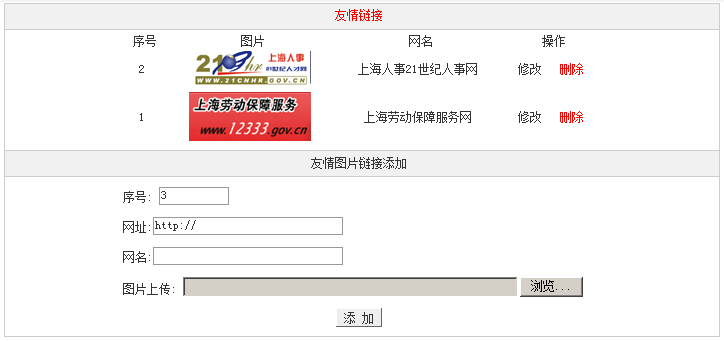 友情链接
序号 图片 网名 操作
2 21 hr 上海人事 21世纪人才网 WWW.21CNHR.GOV.CN 上海人事21世纪人事网 修改 删除
1 上海劳动保障服务 www.12333.gov.cn 上海劳动保障服务网 修改 删除
友情图片链接添加
序号: 3
网址: http://
网名:
图片上传: 浏览...
添 加